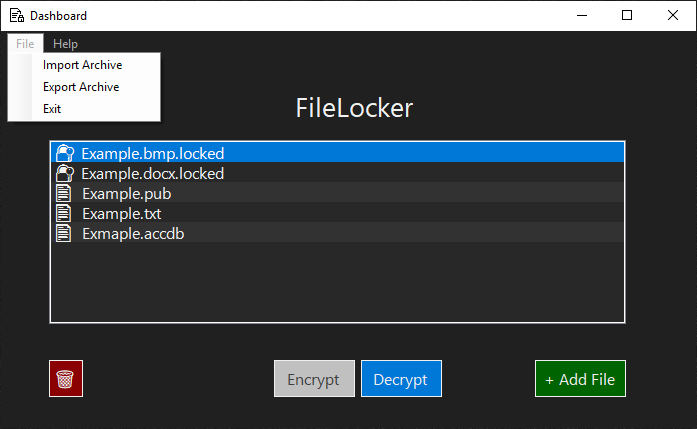 Dashboard
File Help
Import Archive
Export Archive
Exit
FileLocker
Example.bmp.locked
Example.docx.locked
Example.pub
Example.txt
Exmaple.accdb
Encrypt
Decrypt
+ Add File